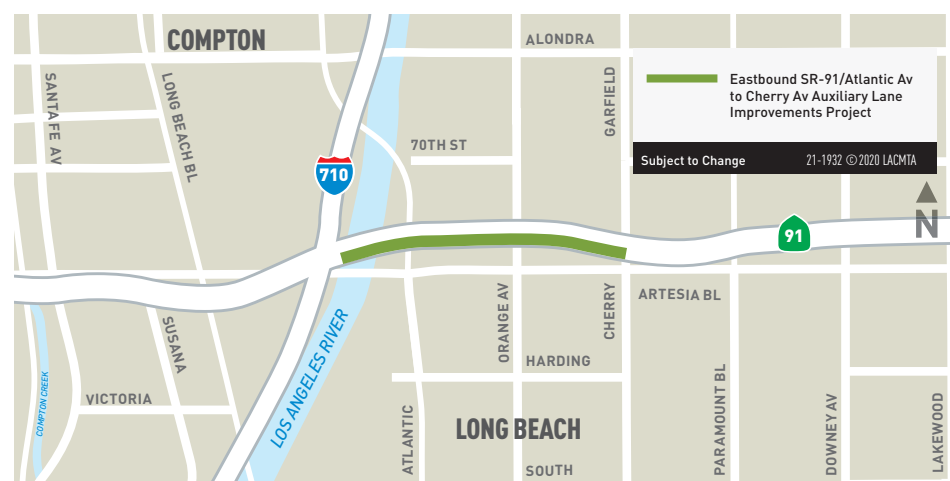 COMPTON
ALONDRA
SANTA FE AV
LONG BEACH BL
GARFIELD
Eastbound SR-91/Atlantic Av
to Cherry Av Auxiliary Lane
Improvements Project
Subject to Change
21-1932 ©2020 LACMTA
70TH ST
710
N
91
ARTESIA BL
ORANGE AV
CHERRY
SUSANA
LOS ANGELES RIVER
HARDING
COMPTON CREEK
VICTORIA
ATLANTIC
LONG BEACH
PARAMOUNT BL
DOWNEY AV
LAKEWOOD
SOUTH